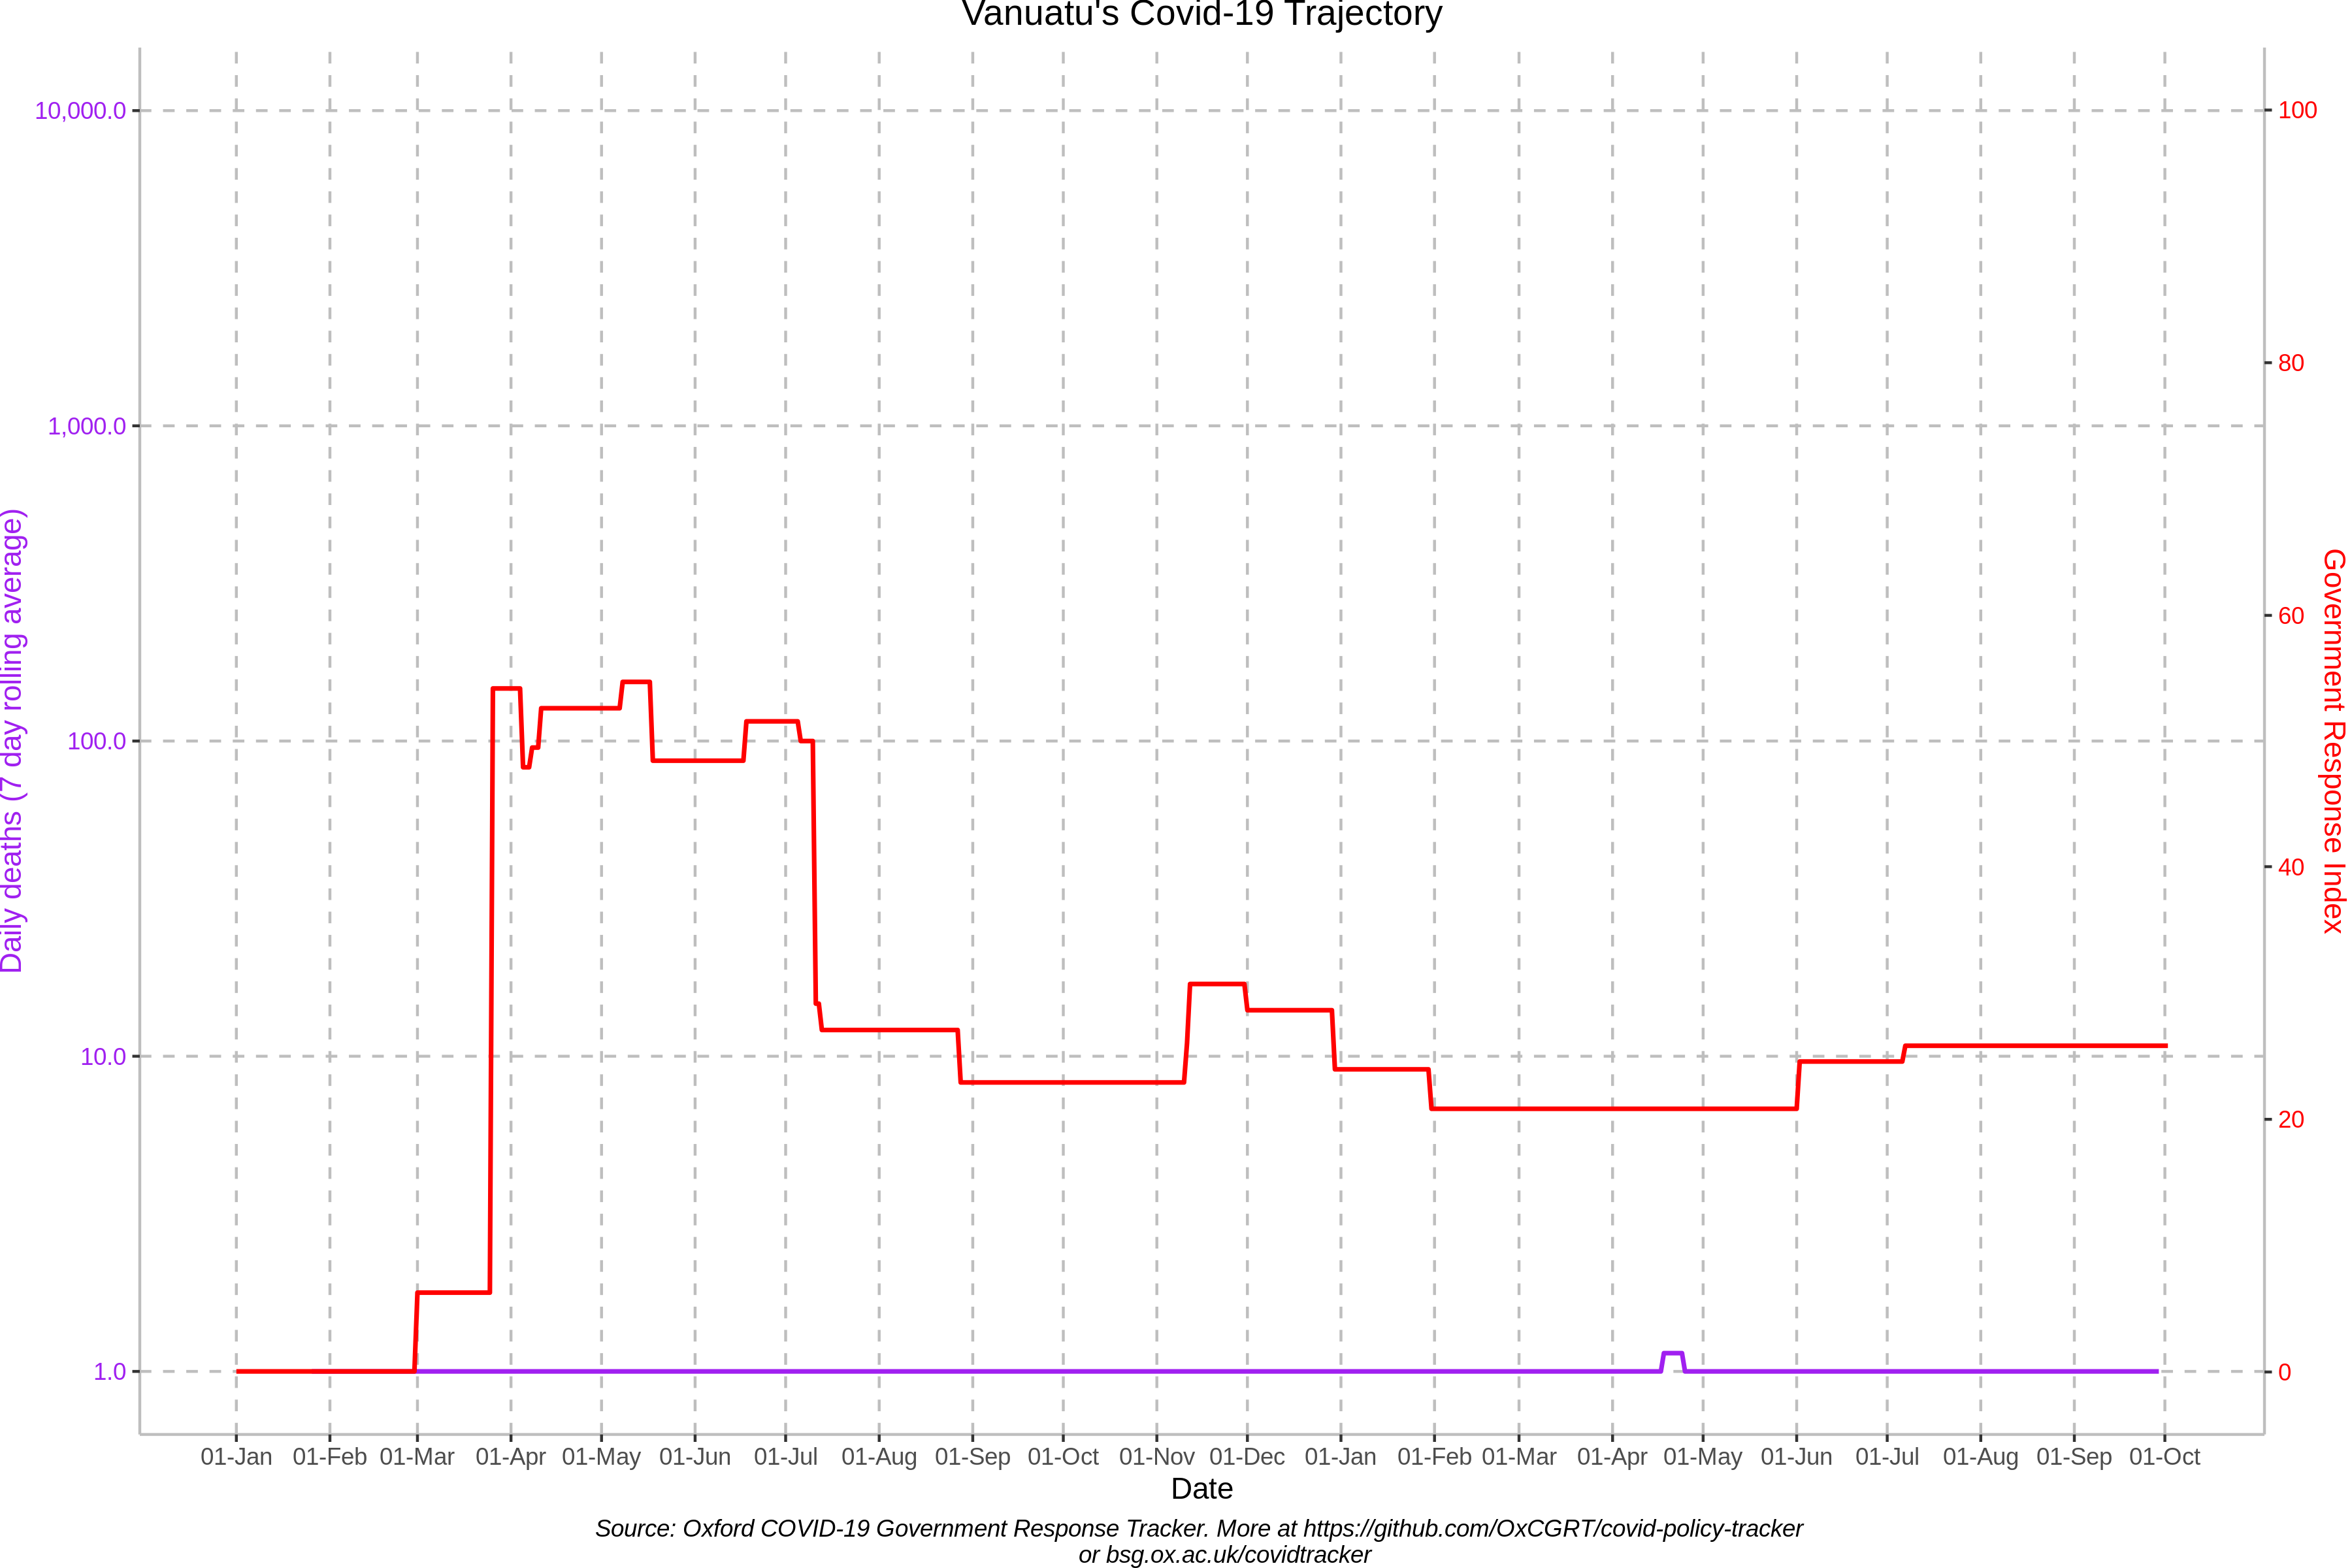 Vanuatu's Covid-19 Trajectory
10,000.0
1,000.0
100.0
10.0
1.0
Daily deaths (7 day rolling average)
100
80
60
40
20
0
Government Response Index
01-Jan 01-Feb 01-Mar 01-Apr 01-May 01-Jun 01-Jul 01-Aug 01-Sep 01-Oct 01-Nov 01-Dec 01-Jan 01-Feb 01-Mar 01-Apr 01-May 01-Jun 01-Jul 01-Aug 01-Sep 01-Oct
Date
Source: Oxford COVID-19 Government Response Tracker. More at https://github.com/OxCGRT/covid-policy-tracker
or bsg.ox.ac.uk/covidtracker